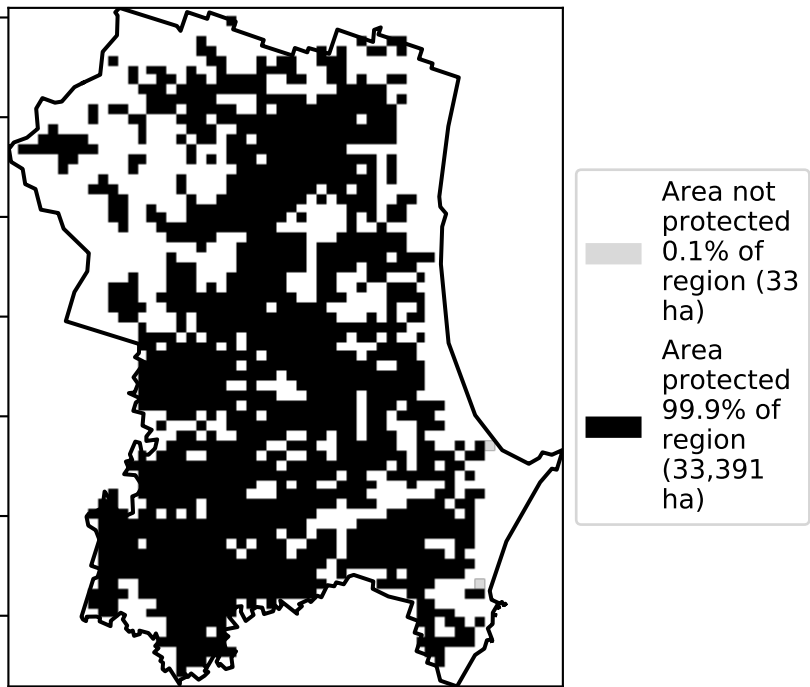 Area not
protected
0.1% of
region (33
ha)
Area
protected
99.9% of
region
(33,391
ha)